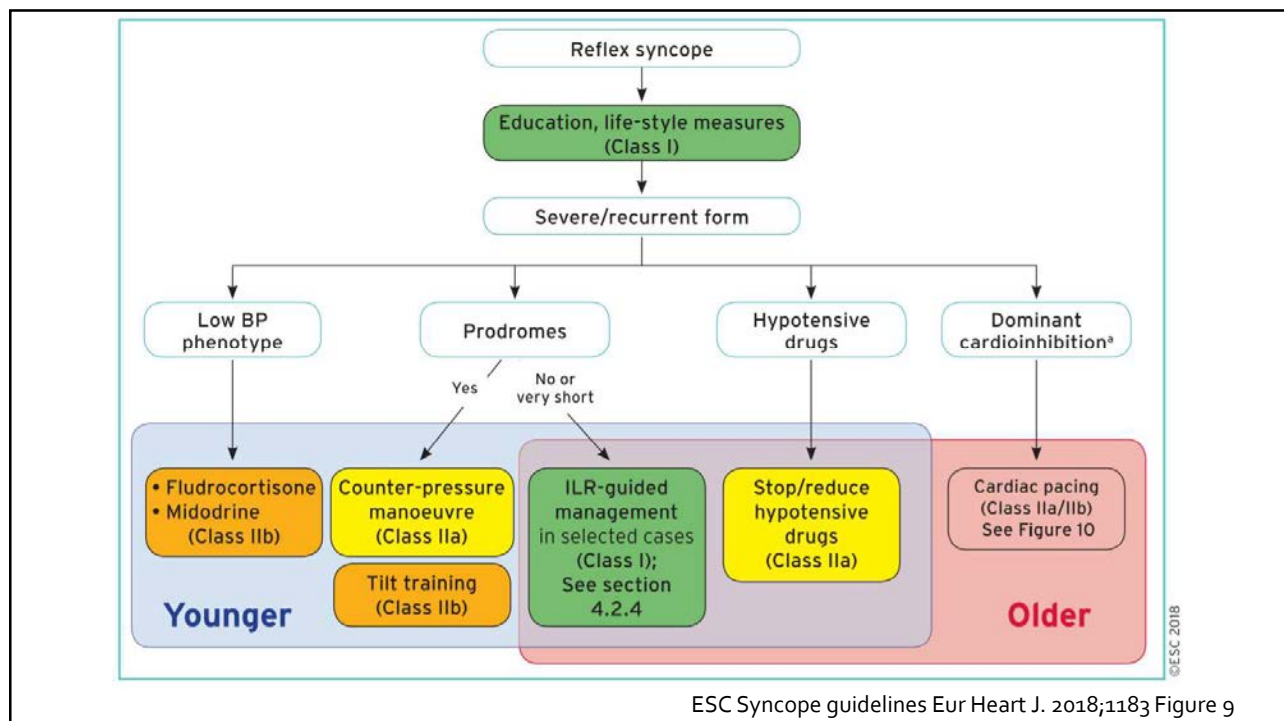 Reflex syncope
Education, life-style measures
(Class I)
Severe/recurrent form
Low BP
phenotype
Prodromes
Hypotensive
drugs
Dominant
cardioinhibitionᵃ
Yes
No or
very short
• Fludrocortisone
• Midodrine
(Class IIb)
Counter-pressure
manoeuvre
(Class IIa)
Tilt training
(Class IIb)
ILR-guided
management
in selected cases
(Class I);
See section
4.2.4
Stop/reduce
hypotensive
drugs
(Class IIa)
Cardiac pacing
(Class IIa/IIb)
See Figure 10
Younger
Older
©ESC 2018
ESC Syncope guidelines Eur Heart J. 2018;1183 Figure 9